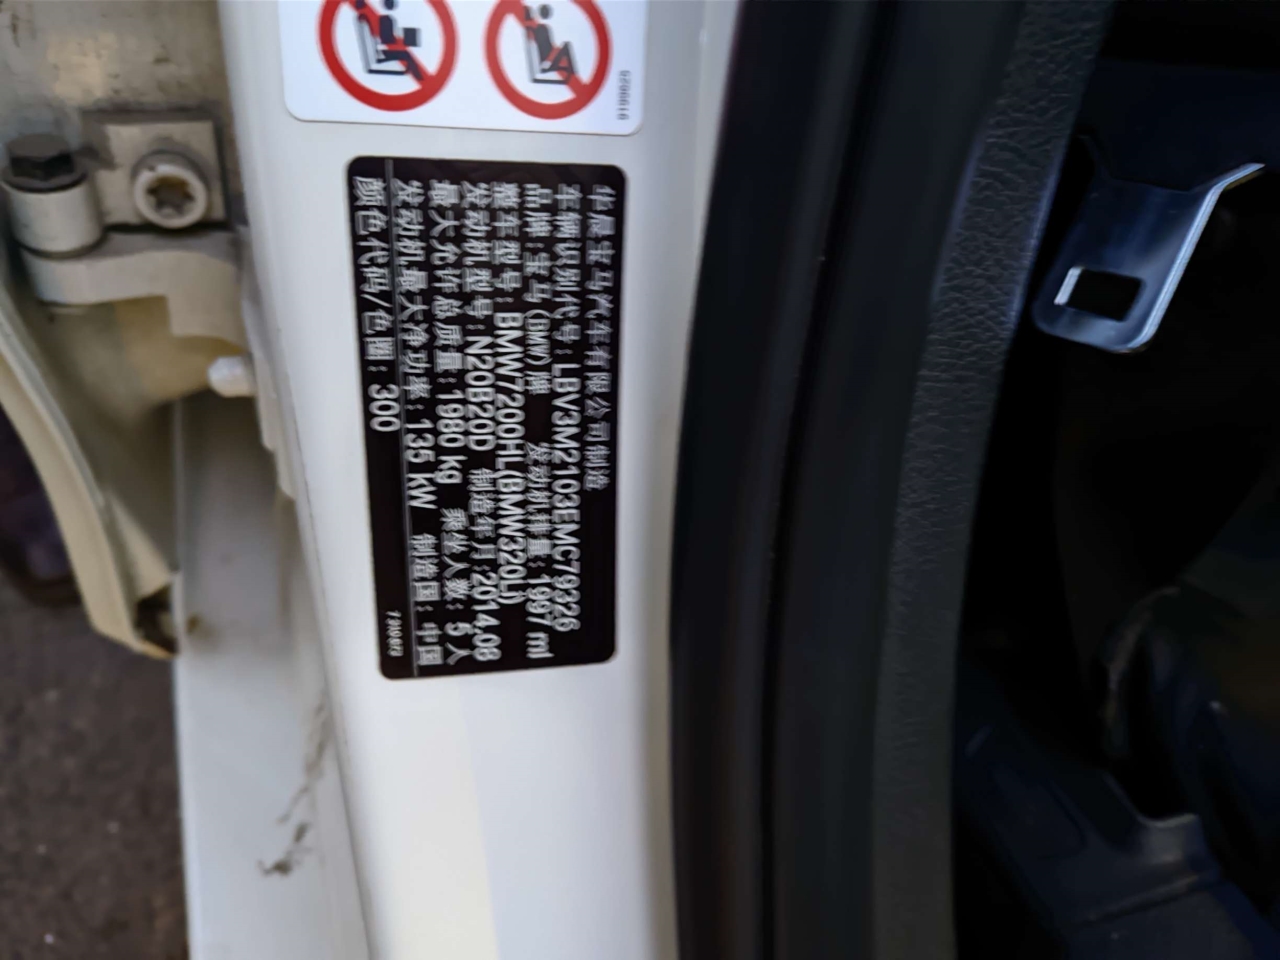 华晨宝马汽车有限公司制造
车辆识别代号：LBV3M2103EMC79326
品牌：宝马（BMW）牌 发动机排量：1997 ml
整车型号：BMW7200HL(BMW320Li)
发动机型号：N20B20D 制造年月：2014.08
最大允许总质量：1980 kg 乘坐人数：5人
发动机最大净功率：135 kW 制造国：中国
颜色代码/色圈：300